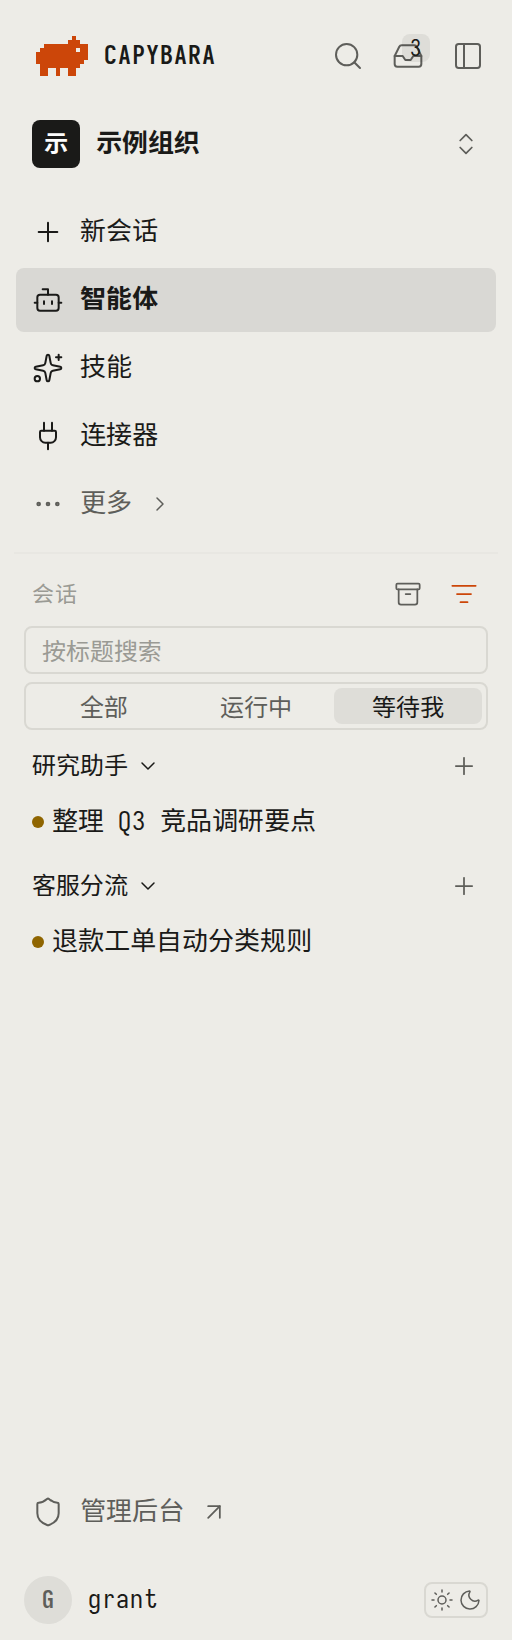 CAPYBARA
3
示 示例组织
新会话
智能体
技能
连接器
更多
会话
按标题搜索
全部 运行中 等待我
研究助手
整理 Q3 竞品调研要点
客服分流
退款工单自动分类规则
管理后台
G grant